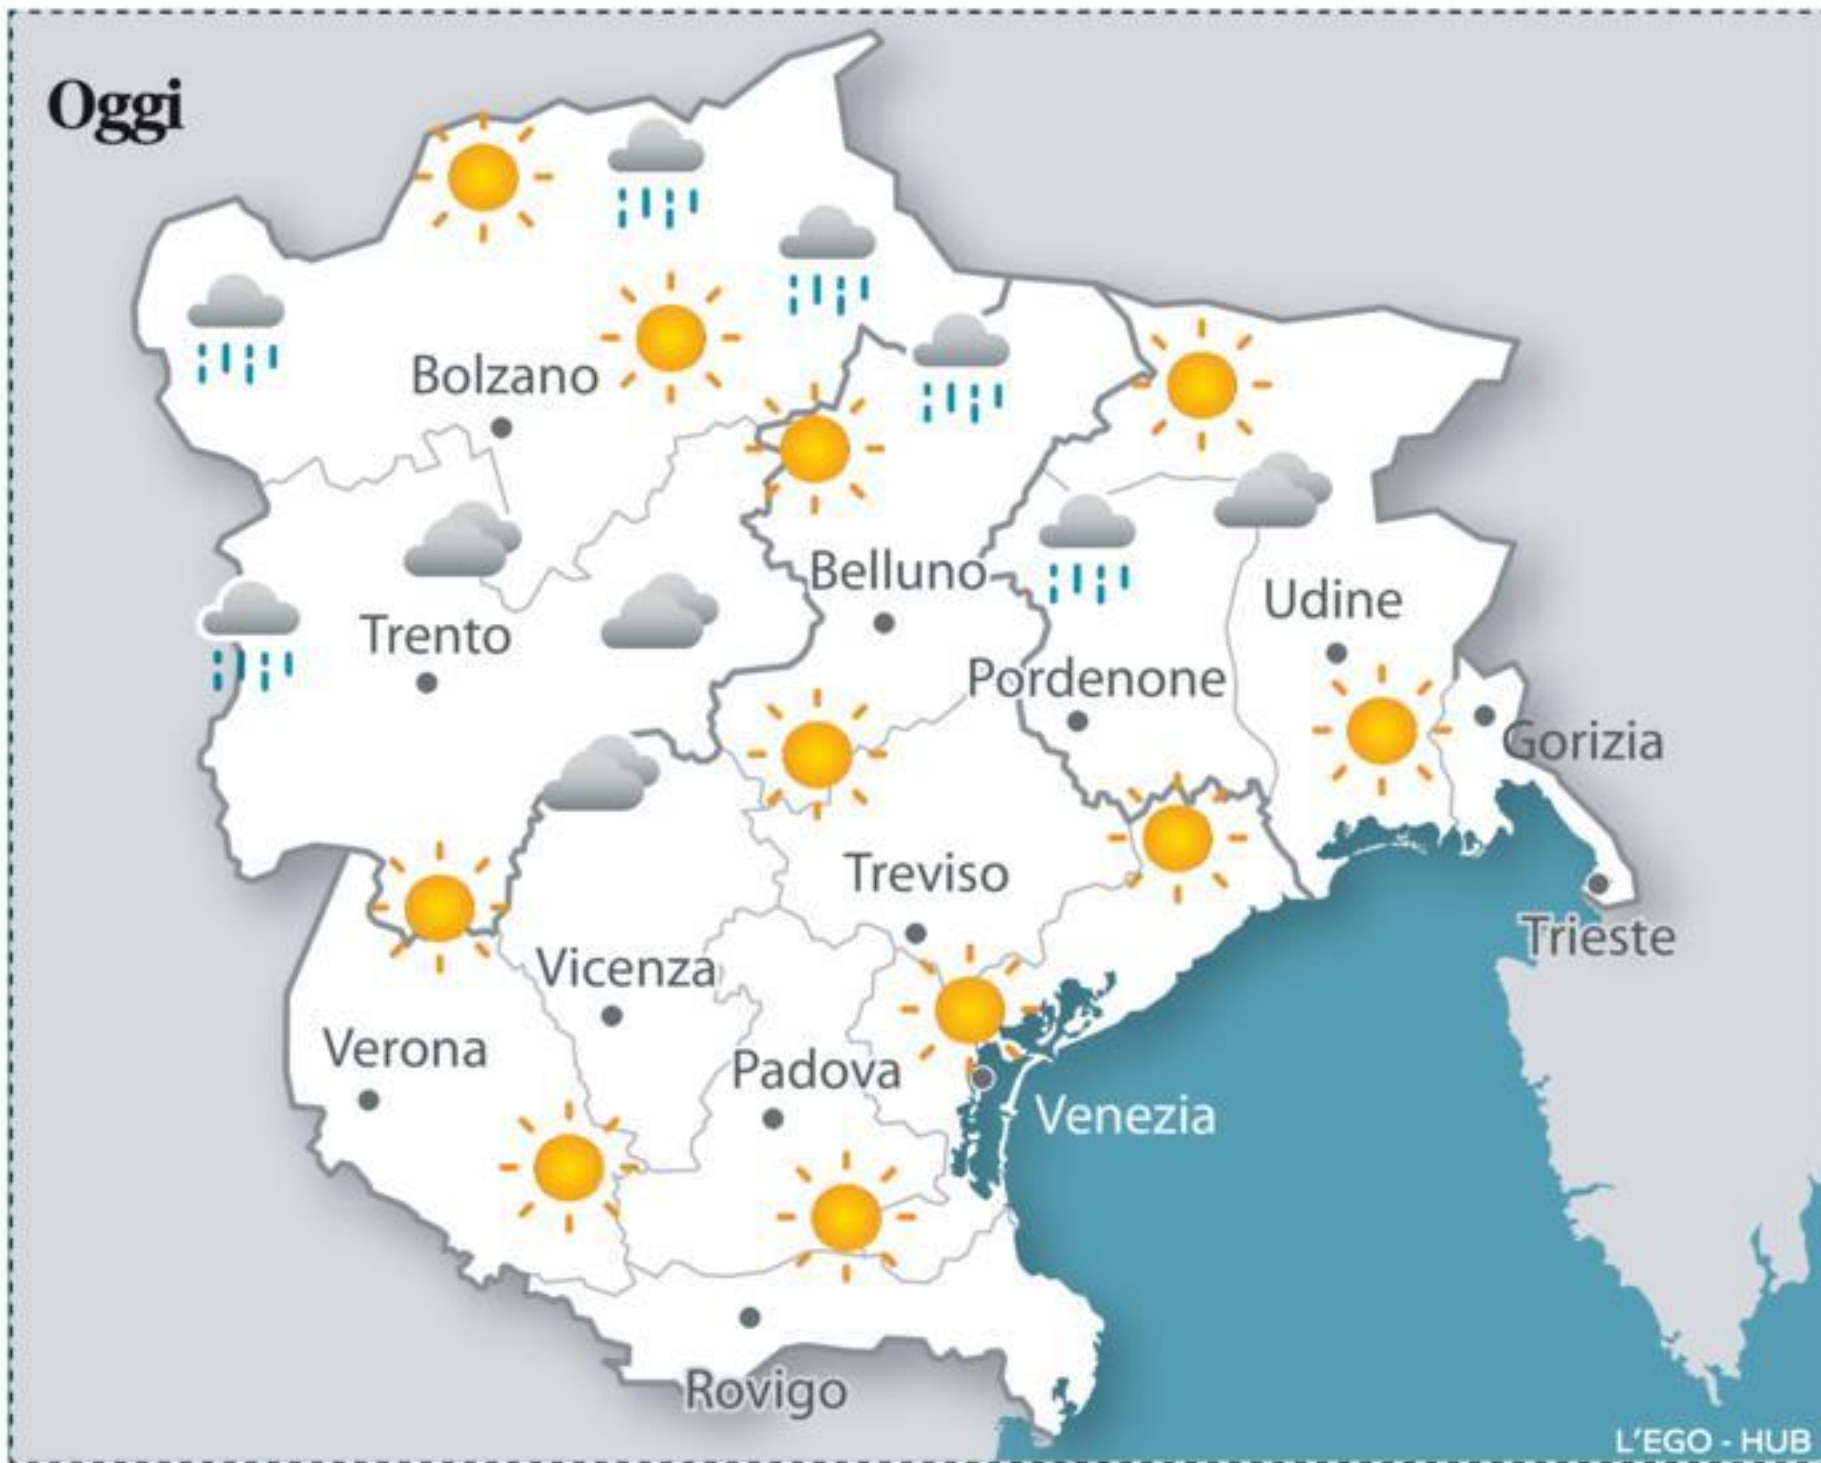 Oggi
Bolzano
Belluno
Udine
Trento
Pordenone
Gorizia
Treviso
Trieste
Vicenza
Verona
Padova
Venezia
Rovigo
L'EGO - HUB